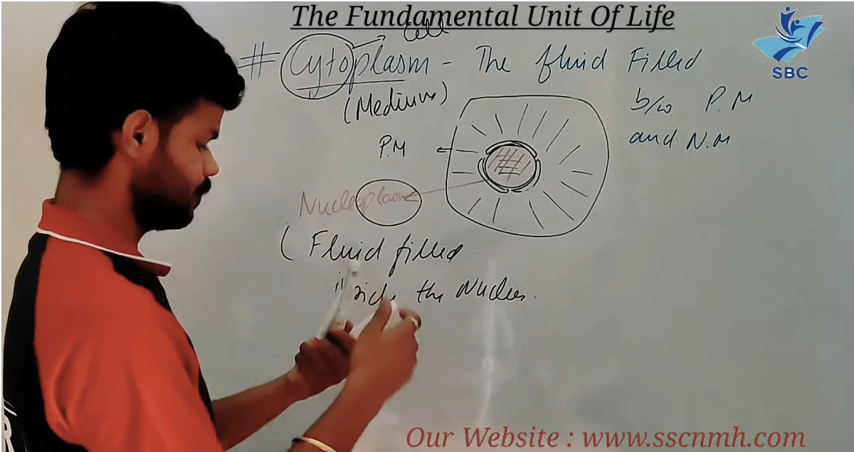 The Fundamental Unit Of Life
SBC
Cell
# Cytoplasm - The fluid Filled
b/w P.M
and N.M
(Medium)
P.M
Nucleoplasm
( Fluid filled
inside the Nucleus.
R
Our Website : www.sscnmh.com